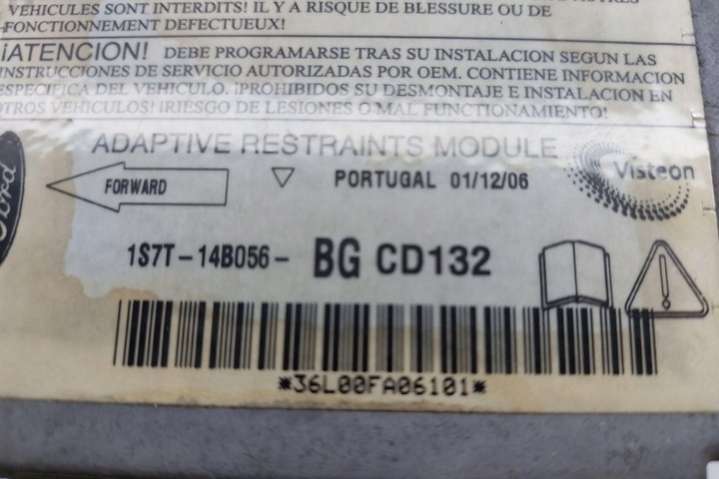 VEHICULES SONT INTERDITS! IL Y A RISQUE DE BLESSURE OU DE
FONCTIONNEMENT DEFECTUEUX!
¡ATENCION! DEBE PROGRAMARSE TRAS SU INSTALACION SEGUN LAS
INSTRUCCIONES DE SERVICIO AUTORIZADAS POR OEM. CONTIENE INFORMACION
ESPECIFICA DEL VEHICULO. ¡PROHIBIDOS SU DESMONTAJE E INSTALACION EN
OTROS VEHICULOS! ¡RIESGO DE LESIONES O MAL FUNCIONAMIENTO!
ADAPTIVE RESTRAINTS MODULE
Ford
FORWARD
PORTUGAL 01/12/06
Visteon
1S7T-14B056- BG CD132
*36L00FA06101*